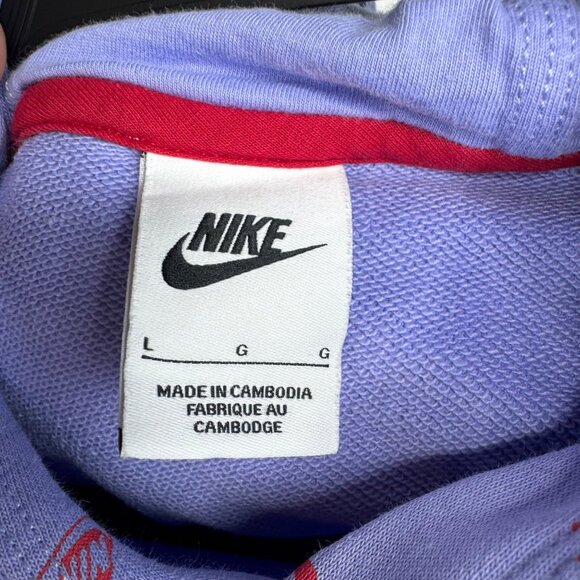 NIKE
L G G
MADE IN CAMBODIA
FABRIQUE AU
CAMBODGE